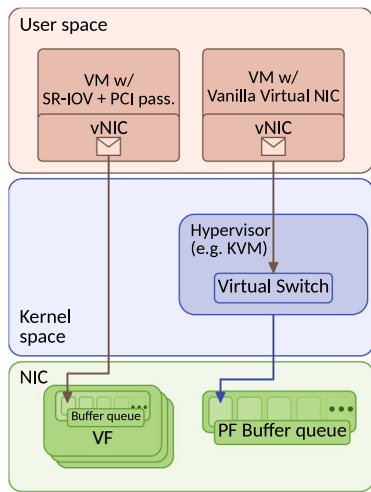 User space
VM w/
SR-IOV + PCI pass.
vNIC
VM w/
Vanilla Virtual NIC
vNIC
Hypervisor
(e.g. KVM)
Virtual Switch
Kernel
space
NIC
Buffer queue
VF
PF Buffer queue